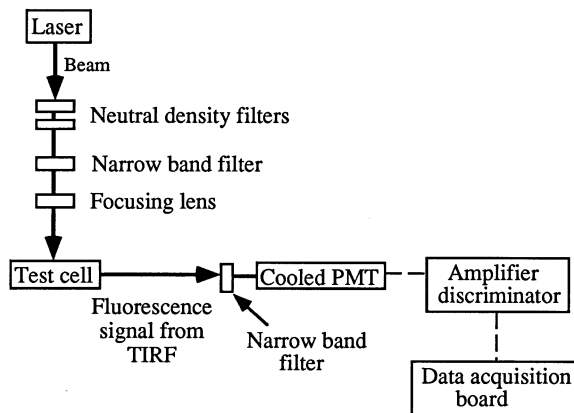 Laser
Beam
Neutral density filters
Narrow band filter
Focusing lens
Test cell
Fluorescence
signal from
TIRF
Narrow band
filter
Cooled PMT
Amplifier
discriminator
Data acquisition
board